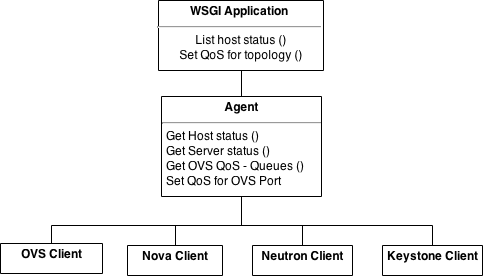 WSGI Application
List host status ()
Set QoS for topology ()
Agent
Get Host status ()
Get Server status ()
Get OVS QoS - Queues ()
Set QoS for OVS Port
OVS Client
Nova Client
Neutron Client
Keystone Client